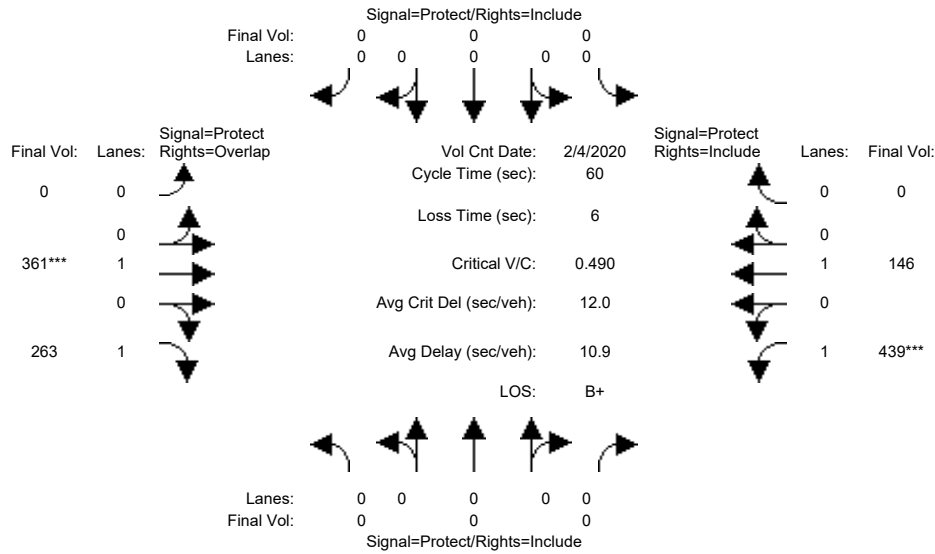 Signal=Protect/Rights=Include
Final Vol: 0 0 0
Lanes: 0 0 0 0 0
Signal=Protect
Final Vol: Lanes: Rights=Overlap
Vol Cnt Date: 2/4/2020
Signal=Protect
Rights=Include Lanes: Final Vol:
Cycle Time (sec): 60
0 0
0 0
Loss Time (sec): 6
0
0
361*** 1
Critical V/C: 0.490
1 146
0
Avg Crit Del (sec/veh): 12.0
0
263 1
Avg Delay (sec/veh): 10.9
1 439***
LOS: B+
Lanes: 0 0 0 0 0
Final Vol: 0 0 0
Signal=Protect/Rights=Include